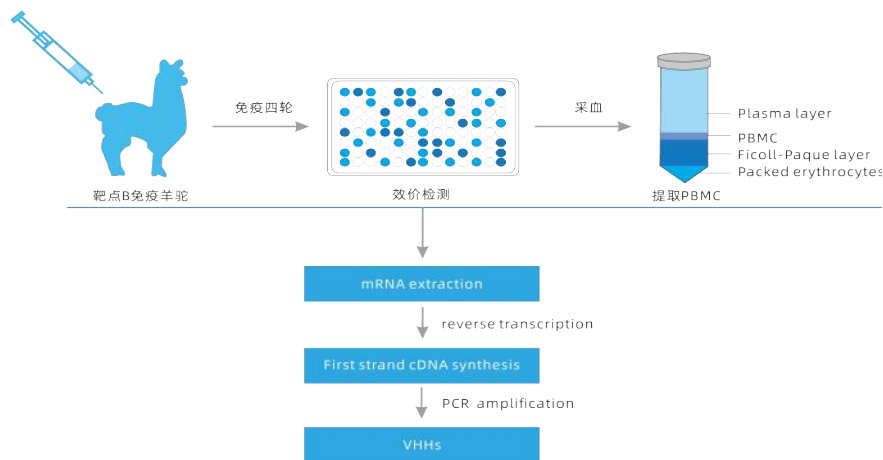 免疫四轮
采血
Plasma layer
PBMC
Ficoll-Paque layer
Packed erythrocytes
靶点B免疫羊驼
效价检测
提取PBMC
mRNA extraction
reverse transcription
First strand cDNA synthesis
PCR amplification
VHHs